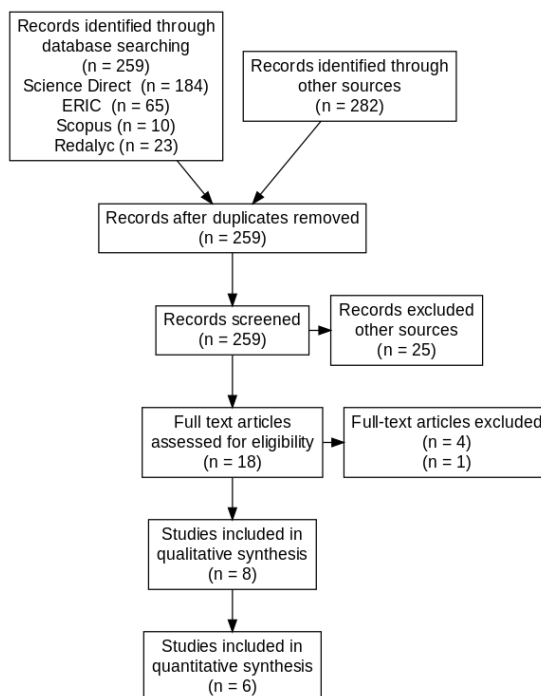 Records identified through
database searching
(n = 259)
Science Direct (n = 184)
ERIC (n = 65)
Scopus (n = 10)
Redalyc (n = 23)
Records identified through
other sources
(n = 282)
Records after duplicates removed
(n = 259)
Records screened
(n = 259)
Records excluded
other sources
(n = 25)
Full text articles
assessed for eligibility
(n = 18)
Full-text articles excluded
(n = 4)
(n = 1)
Studies included in
qualitative synthesis
(n = 8)
Studies included in
quantitative synthesis
(n = 6)